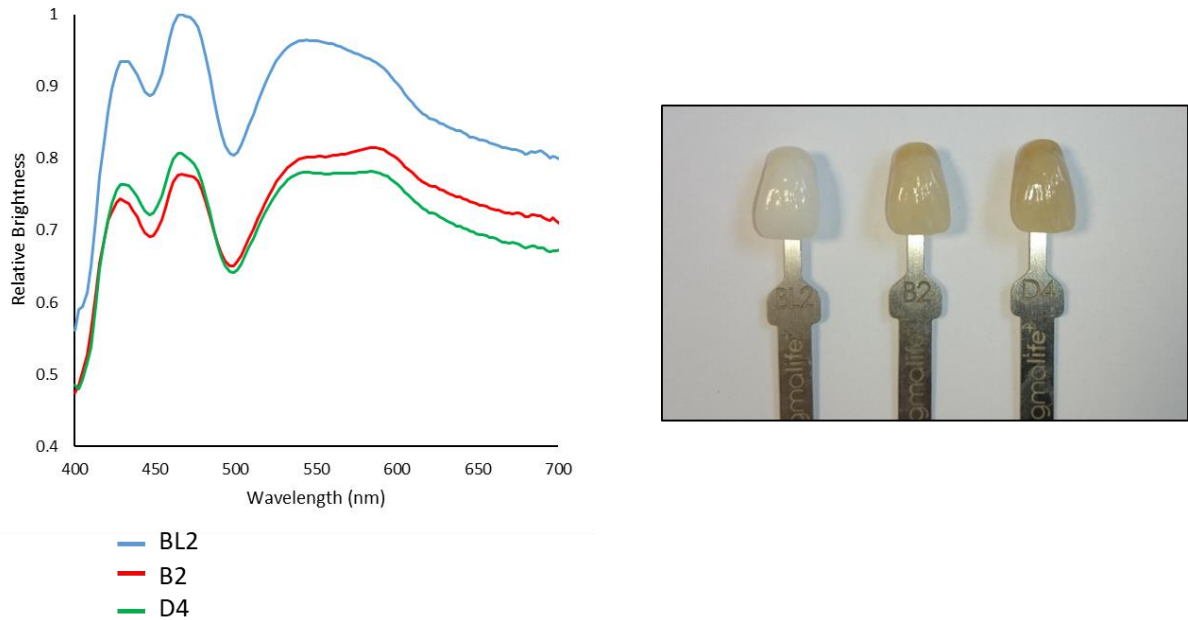 1
0.9
0.8
0.7
0.6
0.5
0.4
Relative Brightness
400 450 500 550 600 650 700
Wavelength (nm)
BL2
B2
D4
BL2 B2 D4
gmalife+ gmalife+ gmalife+